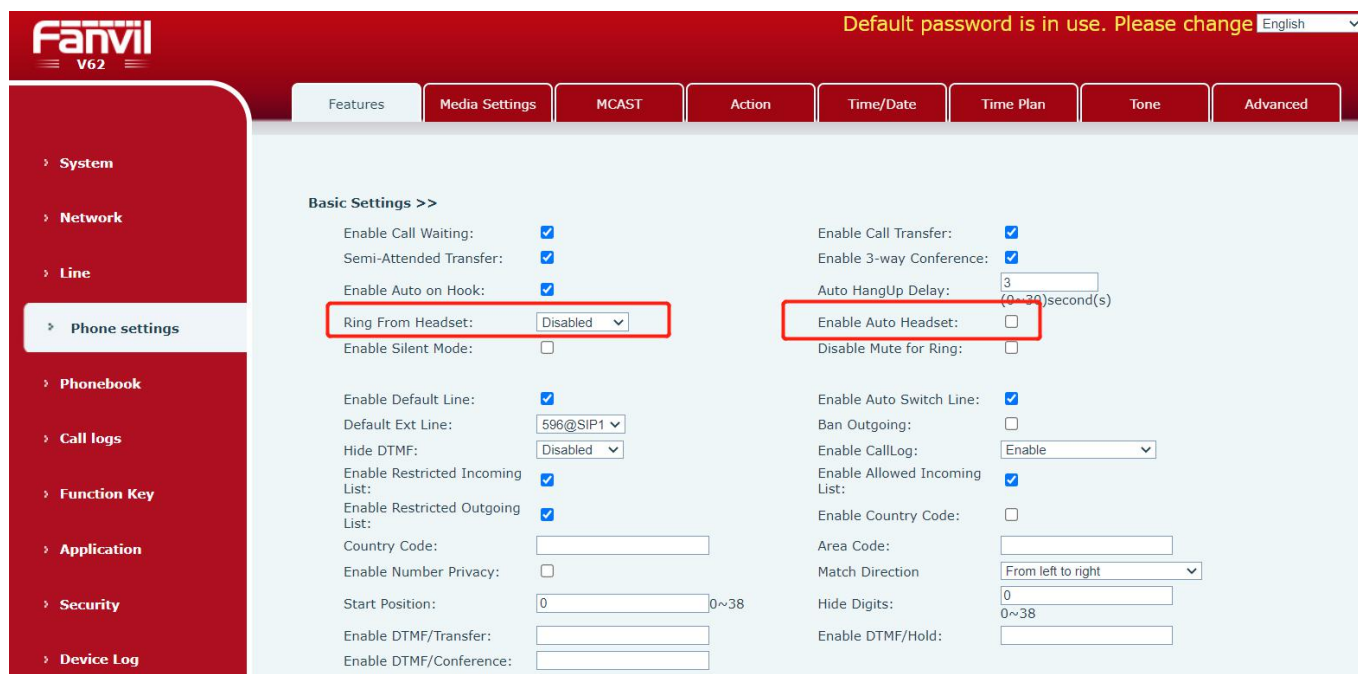 Fanvil
V62
Default password is in use. Please change
English
Features
Media Settings
MCAST
Action
Time/Date
Time Plan
Tone
Advanced
System
Network
Line
Phone settings
Phonebook
Call logs
Function Key
Application
Security
Device Log
Basic Settings >>
Enable Call Waiting:
Enable Call Transfer:
Semi-Attended Transfer:
Enable 3-way Conference:
Enable Auto on Hook:
Auto HangUp Delay:
3
(0~30)second(s)
Ring From Headset:
Disabled
Enable Auto Headset:
Enable Silent Mode:
Disable Mute for Ring:
Enable Default Line:
Enable Auto Switch Line:
Default Ext Line:
596@SIP1
Ban Outgoing:
Hide DTMF:
Disabled
Enable CallLog:
Enable
Enable Restricted Incoming
List:
Enable Allowed Incoming
List:
Enable Restricted Outgoing
List:
Enable Country Code:
Country Code:
Area Code:
Enable Number Privacy:
Match Direction
From left to right
Start Position:
0
0~38
Hide Digits:
0
0~38
Enable DTMF/Transfer:
Enable DTMF/Hold:
Enable DTMF/Conference: